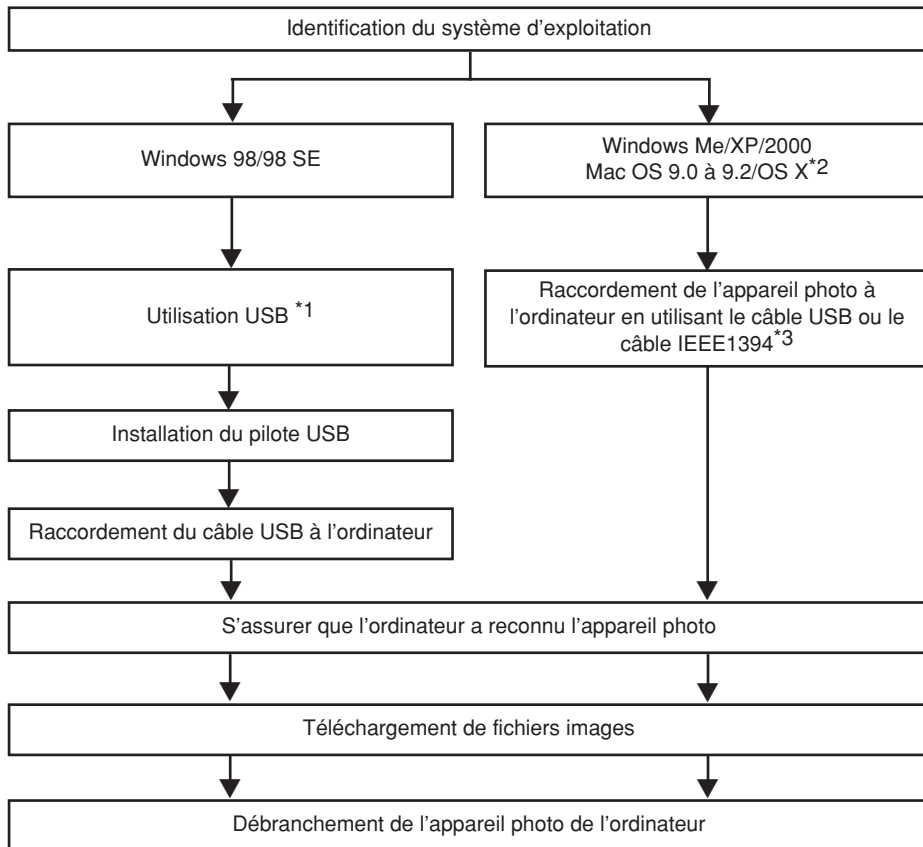 Identification du système d’exploitation
Windows 98/98 SE
Windows Me/XP/2000
Mac OS 9.0 à 9.2/OS X*2
Utilisation USB *1
Raccordement de l’appareil photo à
l’ordinateur en utilisant le câble USB ou le
câble IEEE1394*3
Installation du pilote USB
Raccordement du câble USB à l’ordinateur
S’assurer que l’ordinateur a reconnu l’appareil photo
Téléchargement de fichiers images
Débranchement de l’appareil photo de l’ordinateur